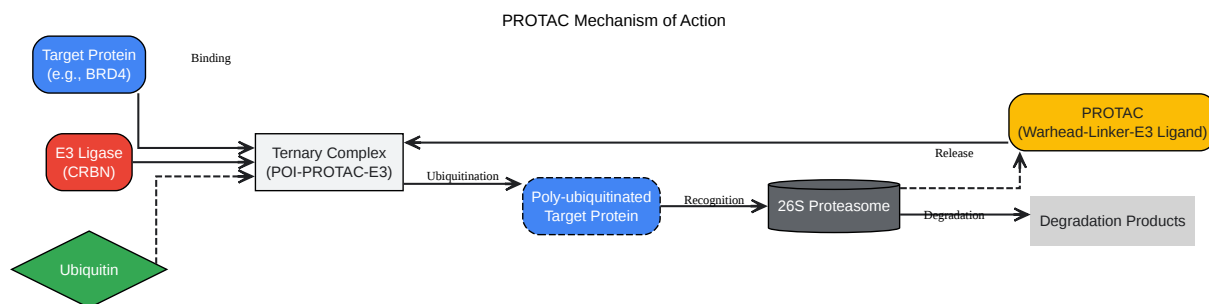 PROTAC Mechanism of Action
Target Protein
(e.g., BRD4)
Binding
E3 Ligase
(CRBN)
Ternary Complex
(POI-PROTAC-E3)
PROTAC
(Warhead-Linker-E3 Ligand)
Release
Ubiquitination
Poly-ubiquitinated
Target Protein
Recognition
26S Proteasome
Degradation
Degradation Products
Ubiquitin